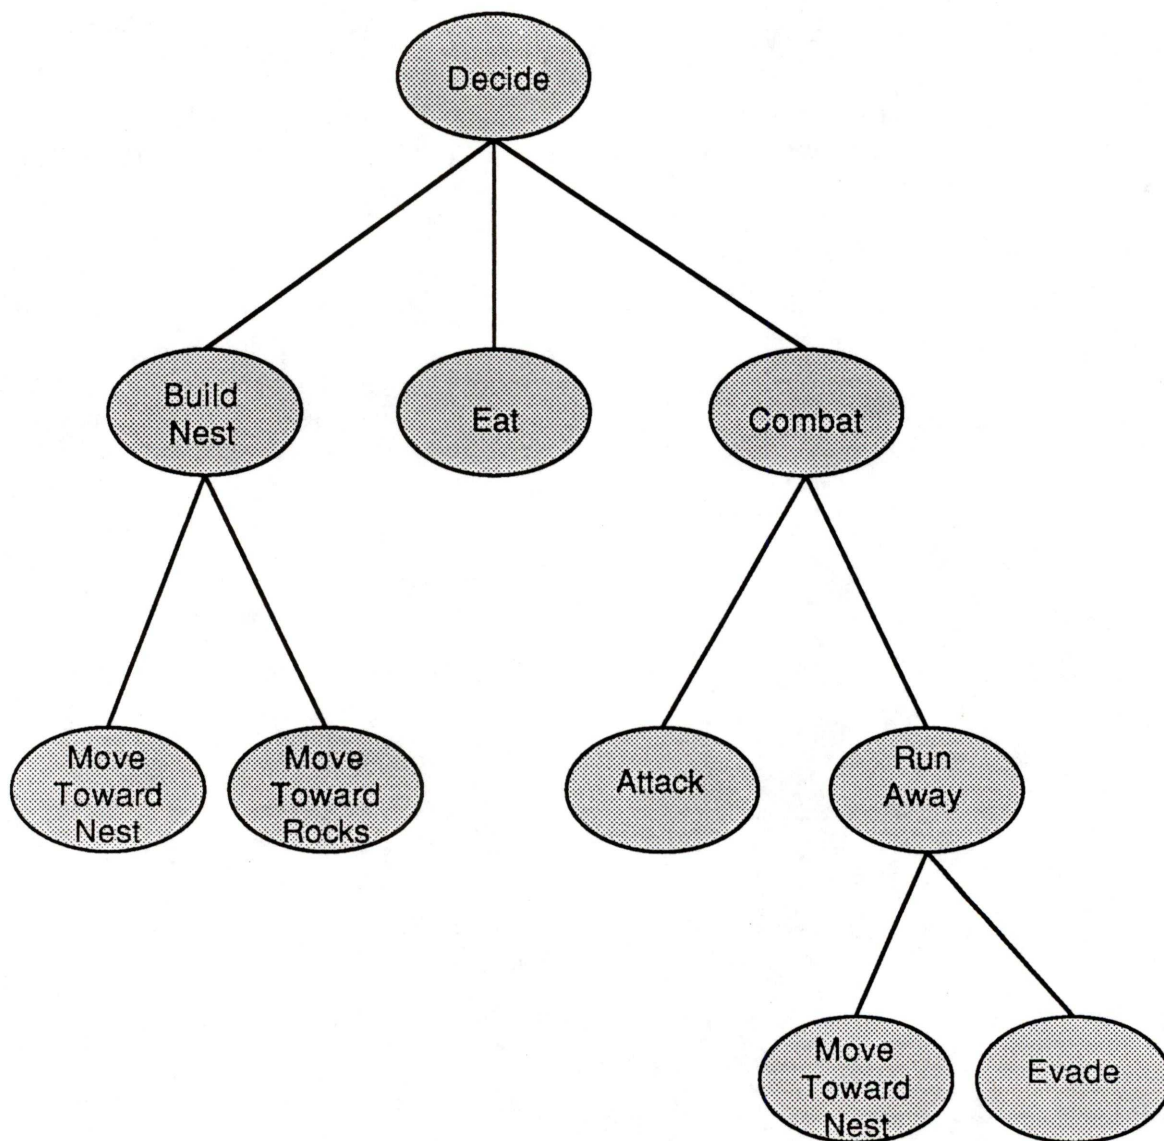 Decide
Build
Nest
Eat
Combat
Move
Toward
Nest
Move
Toward
Rocks
Attack
Run
Away
Move
Toward
Nest
Evade